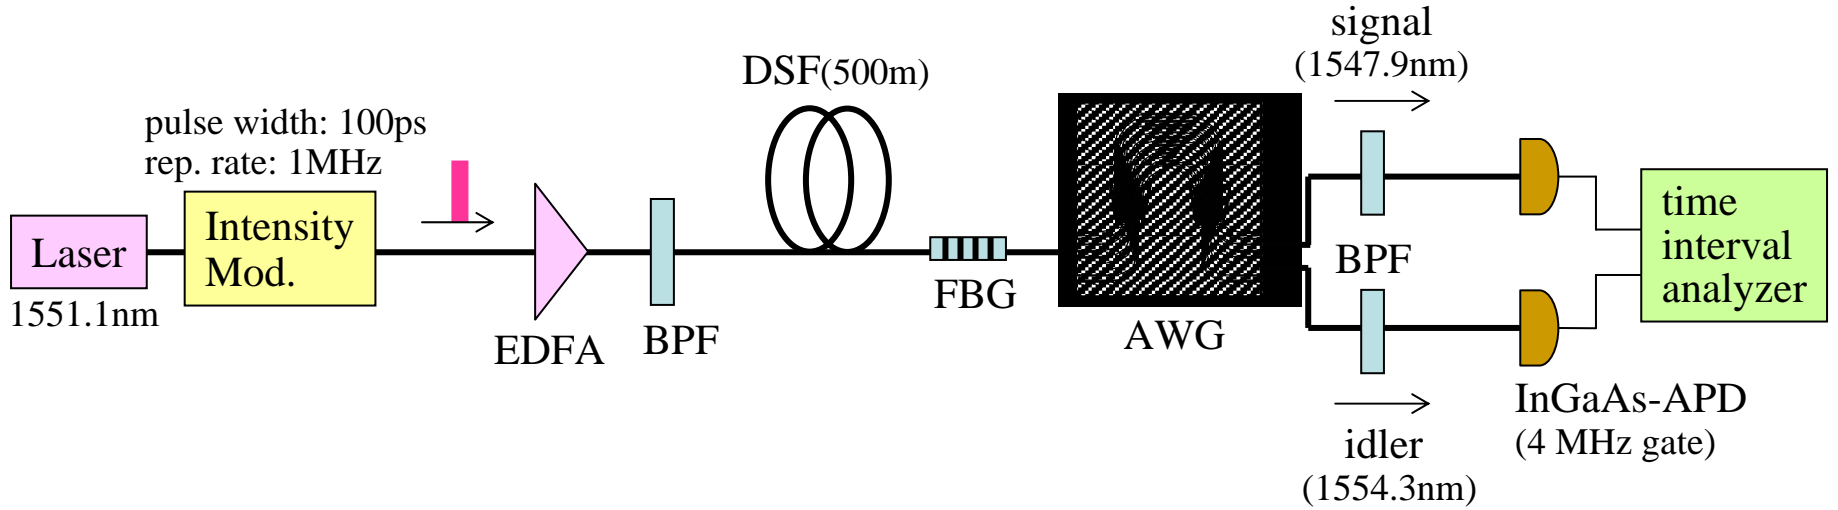 signal
(1547.9nm)
DSF(500m)
pulse width: 100ps
rep. rate: 1MHz
Laser
1551.1nm
Intensity
Mod.
EDFA
BPF
FBG
AWG
BPF
time
interval
analyzer
InGaAs-APD
(4 MHz gate)
idler
(1554.3nm)